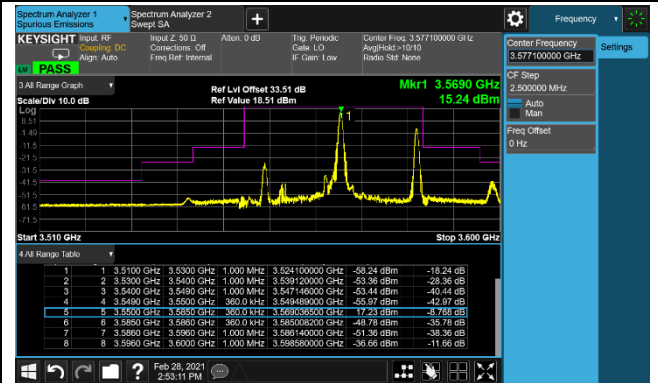 Spectrum Analyzer 1
Spurious Emissions
Spectrum Analyzer 2
Swept SA
+
Frequency
KEYSIGHT
Input: RF
Coupling: DC
Align: Auto
Input Z: 50 Ω
Corrections: Off
Freq Ref: Internal
Atten: 0 dB
Trig: Periodic
Gate: LO
IF Gain: Low
Center Freq: 3.577100000 GHz
Avg|Hold:>10/10
Radio Std: None
PASS
Center Frequency
3.577100000 GHz
Settings
CF Step
2.500000 MHz
Auto
Man
Freq Offset
0 Hz
3 All Range Graph
Scale/Div 10.0 dB
Ref Lvl Offset 33.51 dB
Ref Value 18.51 dBm
Mkr1 3.5690 GHz
15.24 dBm
Log
8.51
-1.49
-11.5
-21.5
-31.5
-41.5
-51.5
-61.5
-71.5
1
Start 3.510 GHz
Stop 3.600 GHz
4 All Range Table
1 1 3.5100 GHz 3.5300 GHz 1.000 MHz 3.524100000 GHz -58.24 dBm -18.24 dB
2 2 3.5300 GHz 3.5400 GHz 1.000 MHz 3.539120000 GHz -53.36 dBm -28.36 dB
3 3 3.5400 GHz 3.5490 GHz 1.000 MHz 3.547146000 GHz -53.44 dBm -40.44 dB
4 4 3.5490 GHz 3.5500 GHz 360.0 kHz 3.549489000 GHz -55.97 dBm -42.97 dB
5 5 3.5500 GHz 3.5850 GHz 360.0 kHz 3.569036500 GHz 17.23 dBm -8.768 dB
6 6 3.5850 GHz 3.5860 GHz 360.0 kHz 3.585008200 GHz -48.78 dBm -35.78 dB
7 7 3.5860 GHz 3.5960 GHz 1.000 MHz 3.586140000 GHz -51.36 dBm -38.36 dB
8 8 3.5960 GHz 3.6000 GHz 1.000 MHz 3.598580000 GHz -36.66 dBm -11.66 dB
?
Feb 28, 2021
2:53:11 PM